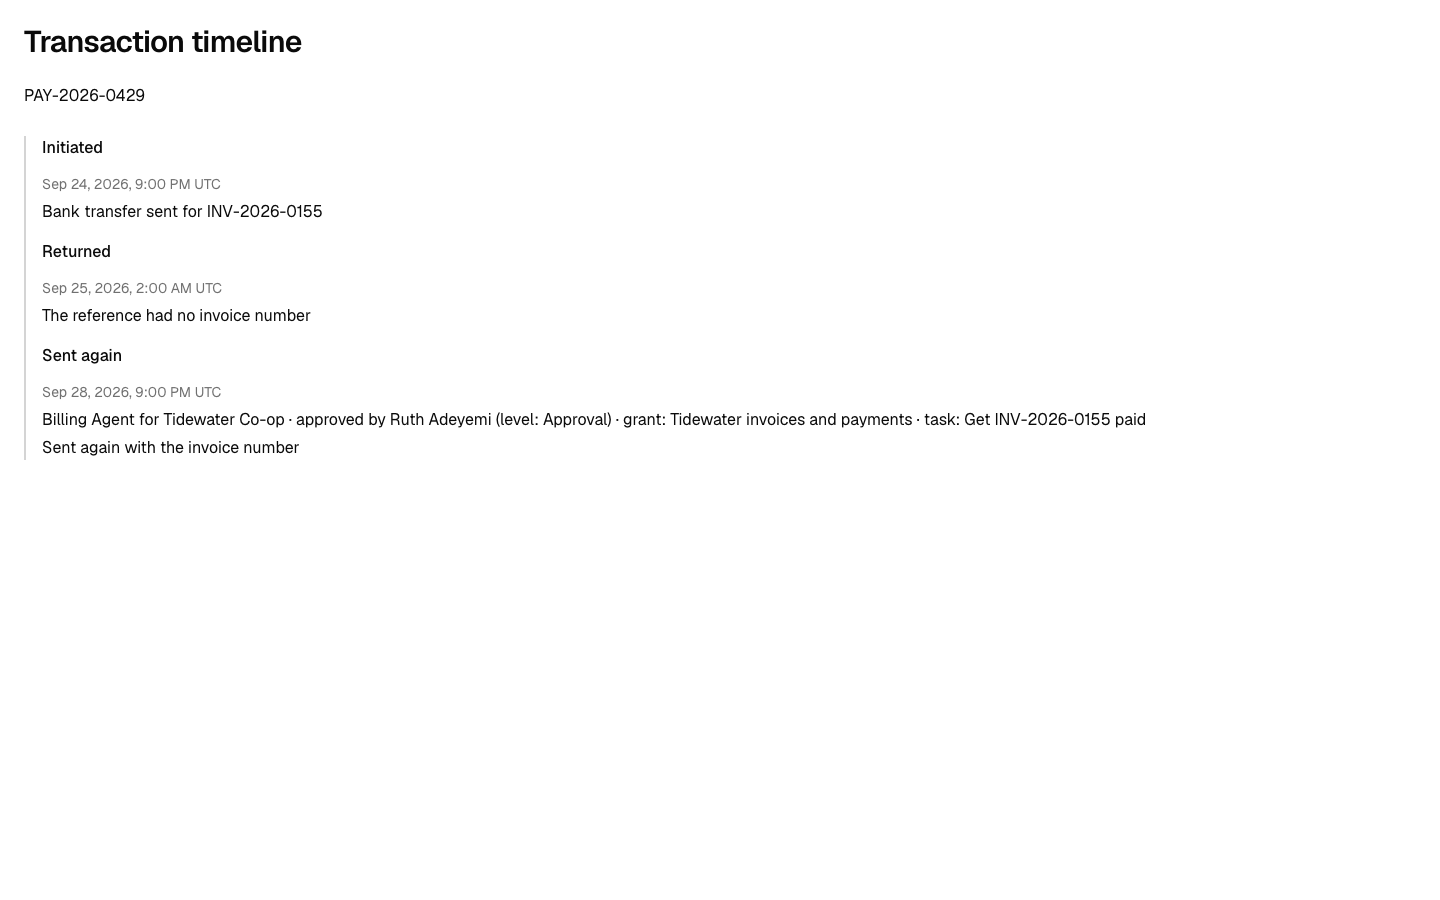 Transaction timeline
PAY-2026-0429
Initiated
Sep 24, 2026, 9:00 PM UTC
Bank transfer sent for INV-2026-0155
Returned
Sep 25, 2026, 2:00 AM UTC
The reference had no invoice number
Sent again
Sep 28, 2026, 9:00 PM UTC
Billing Agent for Tidewater Co-op · approved by Ruth Adeyemi (level: Approval) · grant: Tidewater invoices and payments · task: Get INV-2026-0155 paid
Sent again with the invoice number